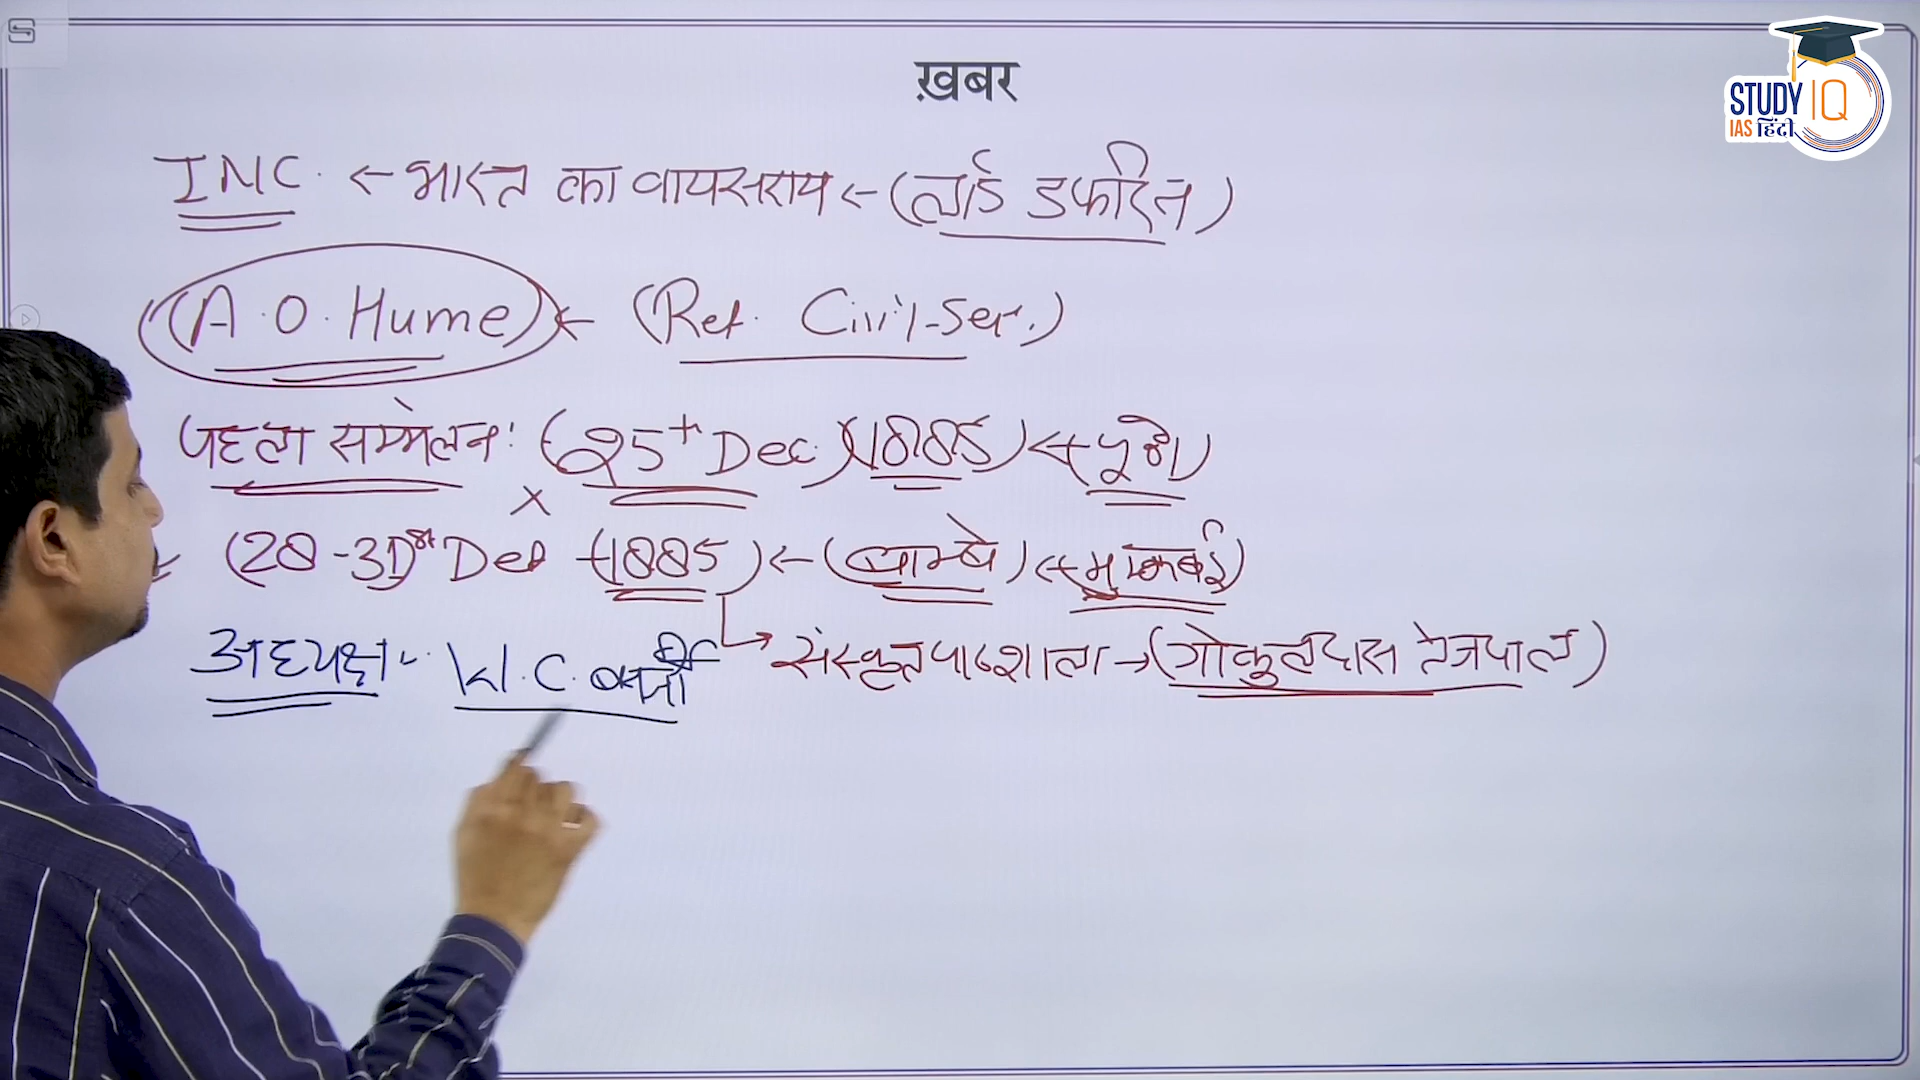 ख़बर
STUDY IQ
IAS हिंदी
INC. ← भारत का वायसराय ← (लार्ड डफरिन)
(A.O. Hume) ← (Ret. Civil-Ser.)
पहला सम्मेलन: (25th Dec.) (1885) ← (पूणे)
×
(28-31st Dec (1885) ← (बाम्बे) ← (मुम्बई)
अध्यक्ष:- W.C. बनर्जी
→ संस्कृत पाठशाला → (गोकुलदास तेजपाल)